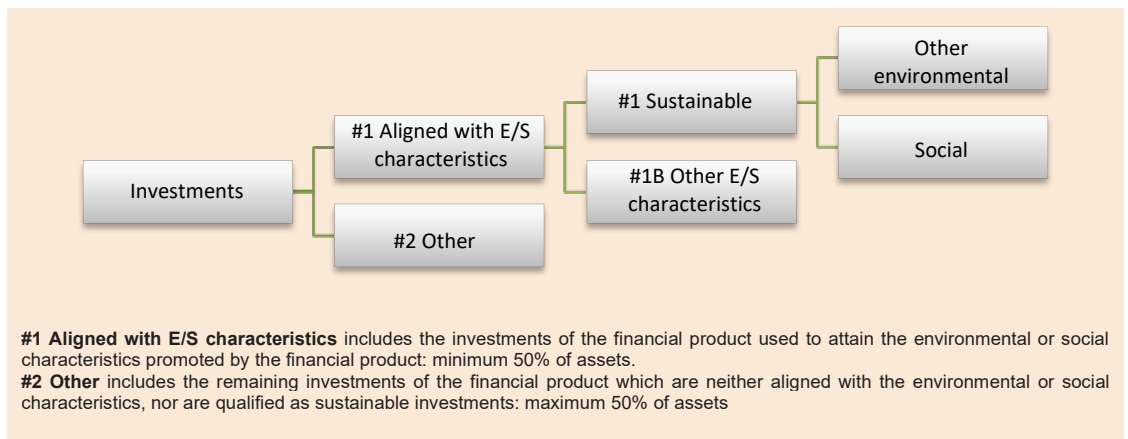 Other
environmental
#1 Sustainable
#1 Aligned with E/S
characteristics
Social
Investments
#1B Other E/S
characteristics
#2 Other
#1 Aligned with E/S characteristics includes the investments of the financial product used to attain the environmental or social
characteristics promoted by the financial product: minimum 50% of assets.
#2 Other includes the remaining investments of the financial product which are neither aligned with the environmental or social
characteristics, nor are qualified as sustainable investments: maximum 50% of assets